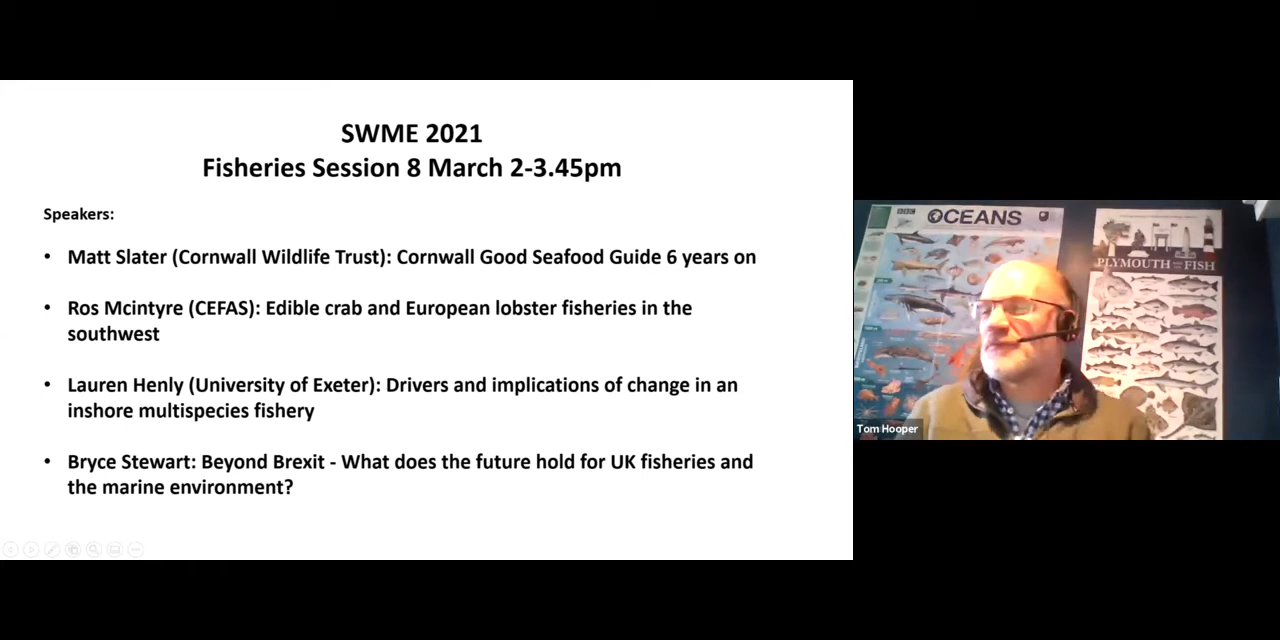 SWME 2021
Fisheries Session 8 March 2-3.45pm
Speakers:
• Matt Slater (Cornwall Wildlife Trust): Cornwall Good Seafood Guide 6 years on
• Ros Mcintyre (CEFAS): Edible crab and European lobster fisheries in the
southwest
• Lauren Henly (University of Exeter): Drivers and implications of change in an
inshore multispecies fishery
• Bryce Stewart: Beyond Brexit - What does the future hold for UK fisheries and
the marine environment?
BBC
OCEANS
PLYMOUTH
FISH
Tom Hooper